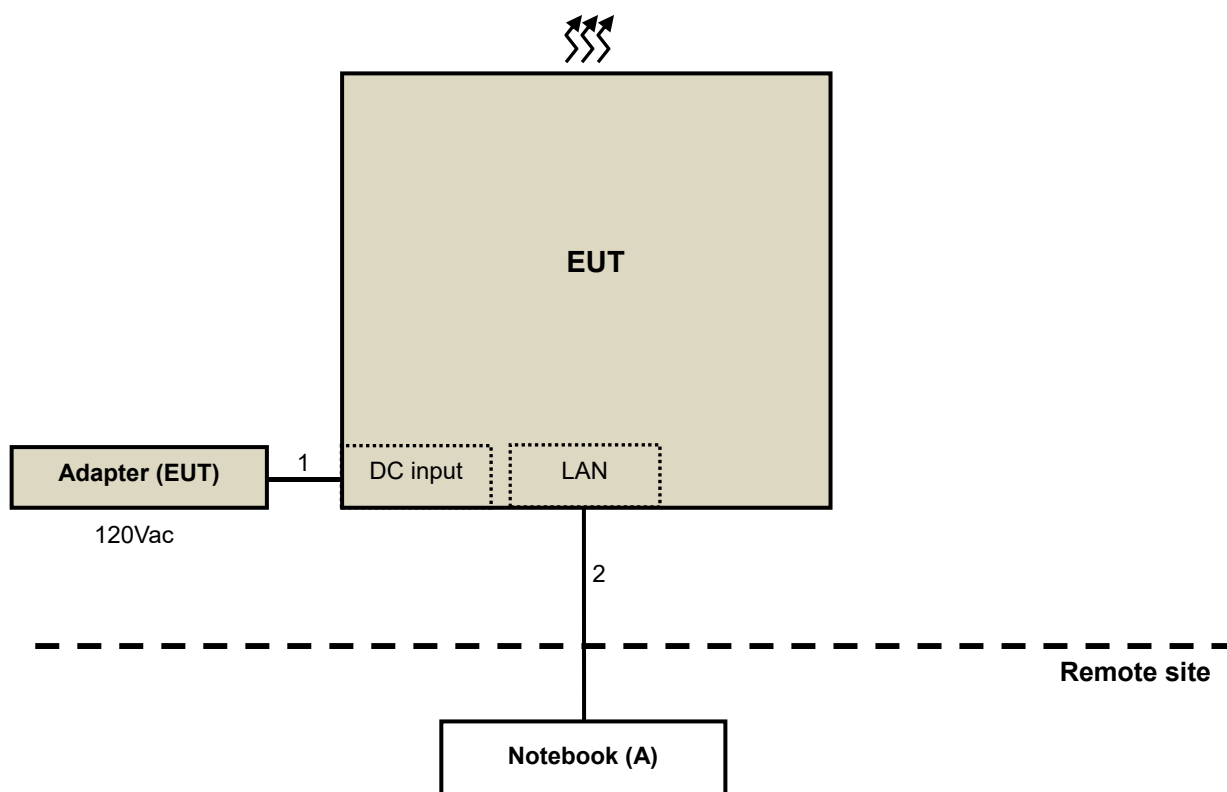 EUT
Adapter (EUT)
1
DC input
LAN
120Vac
2
Remote site
Notebook (A)